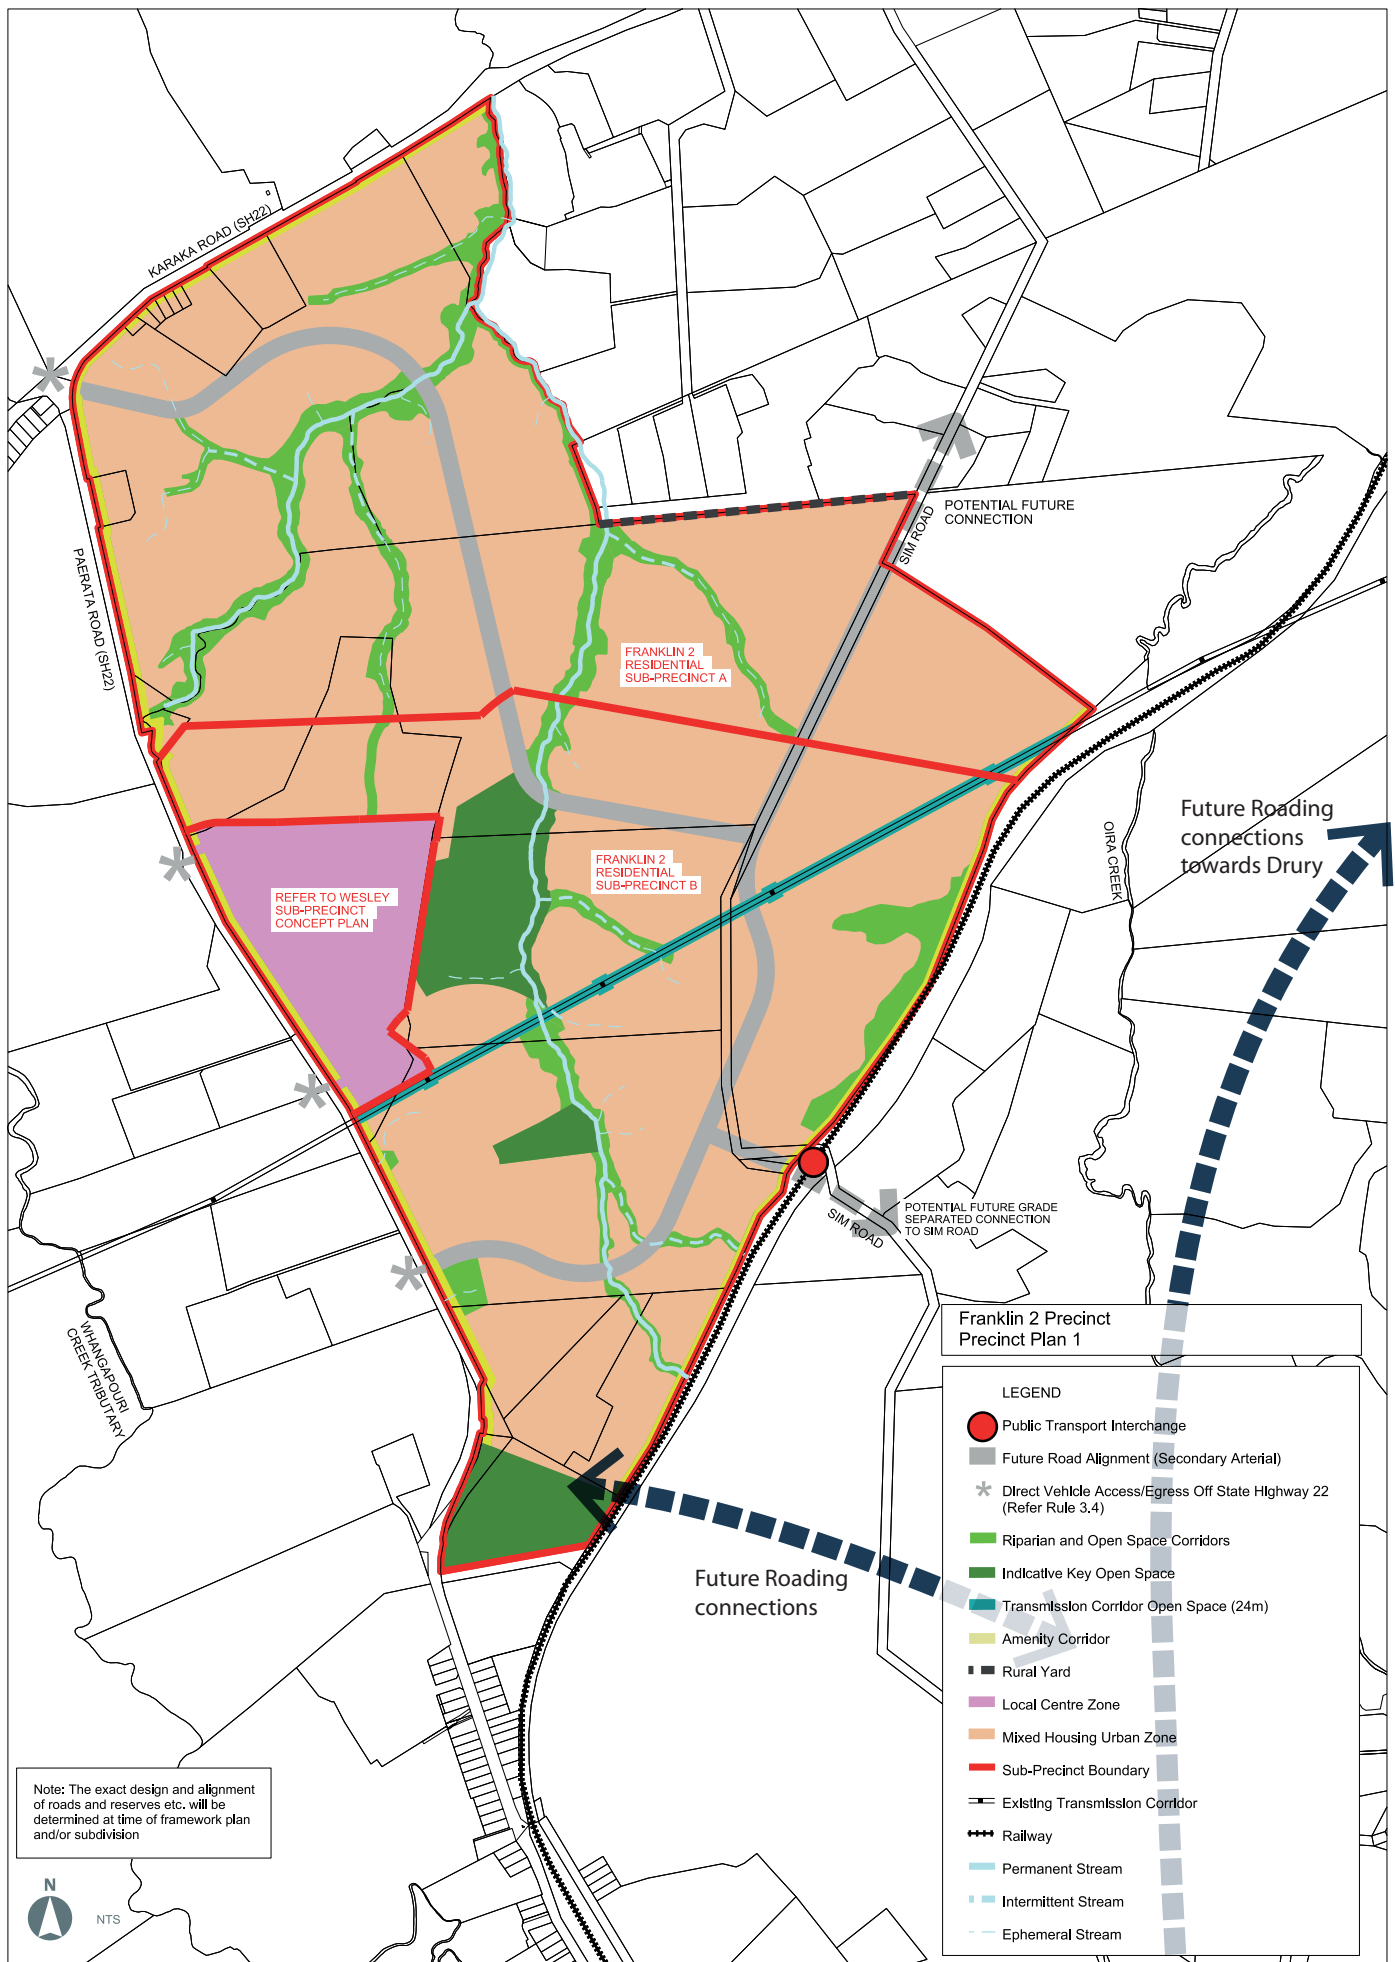 KARAKA ROAD (SH22)
PAERATA ROAD (SH22)
SIM ROAD
POTENTIAL FUTURE
CONNECTION
FRANKLIN 2
RESIDENTIAL
SUB-PRECINCT A
FRANKLIN 2
RESIDENTIAL
SUB-PRECINCT B
REFER TO WESLEY
SUB-PRECINCT
CONCEPT PLAN
OIRA CREEK
Future Roading
connections
towards Drury
SIM ROAD
POTENTIAL FUTURE GRADE
SEPARATED CONNECTION
TO SIM ROAD
WHANGAPOURI
CREEK TRIBUTARY
Future Roading
connections
Franklin 2 Precinct
Precinct Plan 1
LEGEND
Public Transport Interchange
Future Road Alignment (Secondary Arterial)
Direct Vehicle Access/Egress Off State Highway 22
(Refer Rule 3.4)
Riparian and Open Space Corridors
Indicative Key Open Space
Transmission Corridor Open Space (24m)
Amenity Corridor
Rural Yard
Local Centre Zone
Mixed Housing Urban Zone
Sub-Precinct Boundary
Existing Transmission Corridor
Railway
Permanent Stream
Intermittent Stream
Ephemeral Stream
Note: The exact design and alignment
of roads and reserves etc. will be
determined at time of framework plan
and/or subdivision
N
NTS